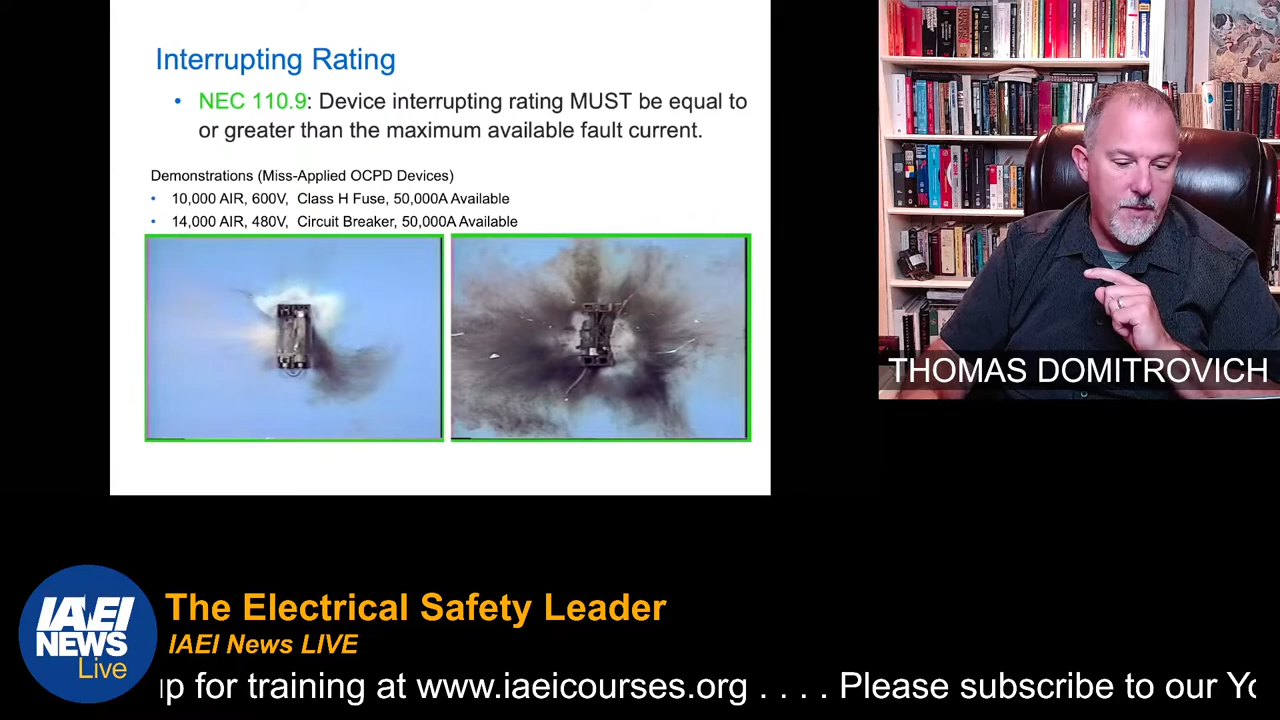 Interrupting Rating
• NEC 110.9: Device interrupting rating MUST be equal to
or greater than the maximum available fault current.
Demonstrations (Miss-Applied OCPD Devices)
• 10,000 AIR, 600V, Class H Fuse, 50,000A Available
• 14,000 AIR, 480V, Circuit Breaker, 50,000A Available
THOMAS DOMITROVICH
IAEI
NEWS
Live
The Electrical Safety Leader
IAEI News LIVE
up for training at www.iaeicourses.org . . . . Please subscribe to our Yo